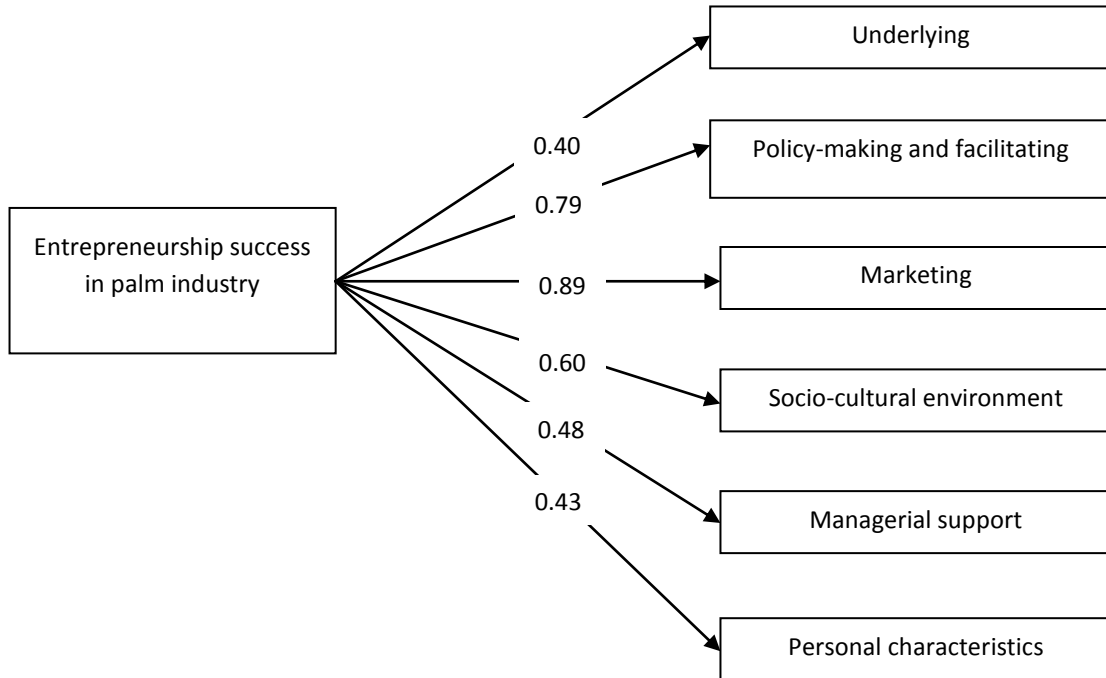 Underlying
0.40
Policy-making and facilitating
0.79
Entrepreneurship success
in palm industry
Marketing
0.89
0.60
Socio-cultural environment
0.48
Managerial support
0.43
Personal characteristics